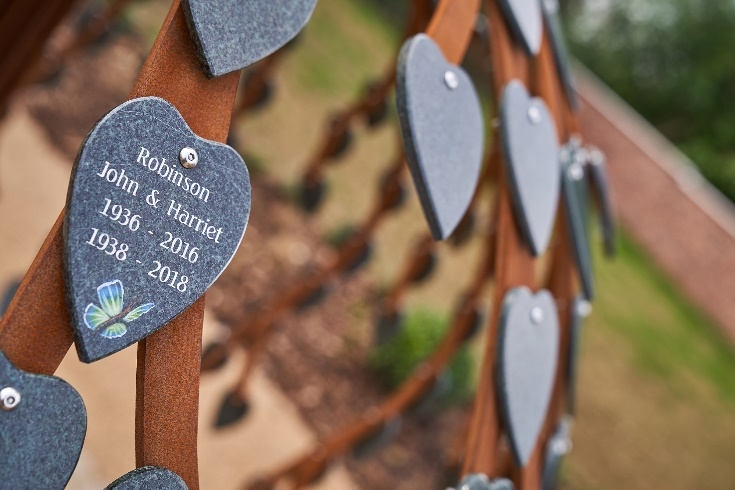 Robinson
John & Harriet
1936 - 2016
1938 - 2018